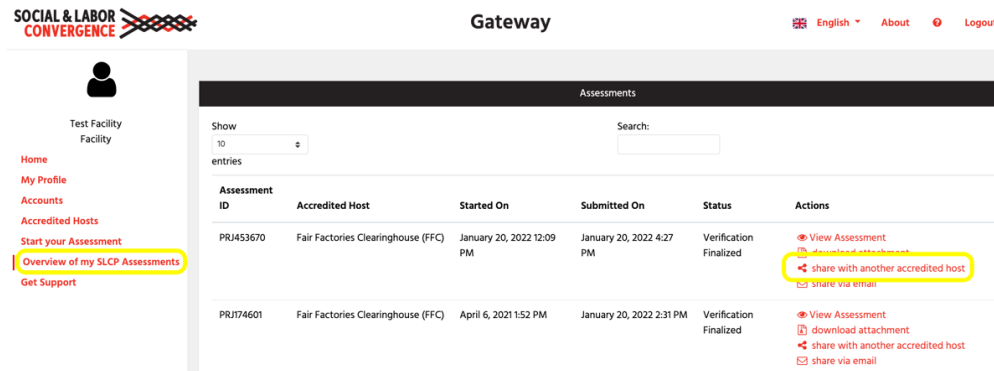 SOCIAL & LABOR
CONVERGENCE
Gateway
English
About
?
Logout
Test Facility
Facility
Home
My Profile
Accounts
Accredited Hosts
Start your Assessment
Overview of my SLCP Assessments
Get Support
Assessments
Show
10
entries
Search:
Assessment
ID
Accredited Host
Started On
Submitted On
Status
Actions
PRJ453670
Fair Factories Clearinghouse (FFC)
January 20, 2022 12:09
PM
January 20, 2022 4:27
PM
Verification
Finalized
View Assessment
download attachment
share with another accredited host
share via email
PRJ174601
Fair Factories Clearinghouse (FFC)
April 6, 2021 1:52 PM
January 20, 2022 2:31 PM
Verification
Finalized
View Assessment
download attachment
share with another accredited host
share via email